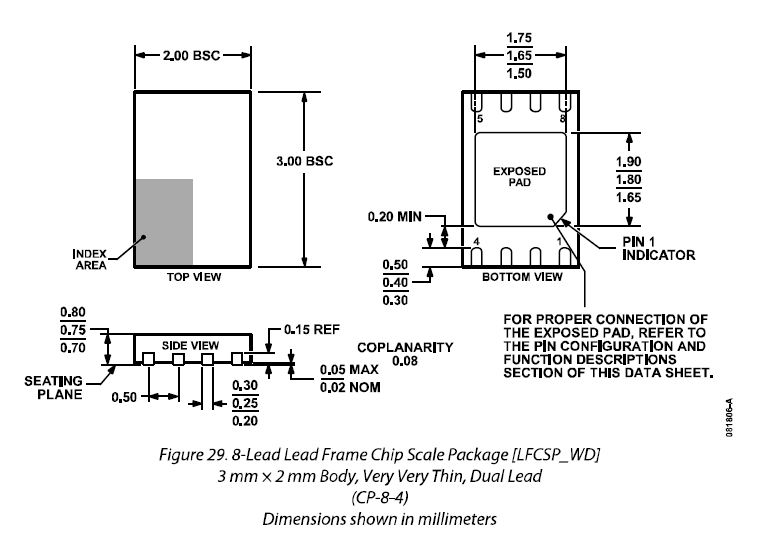 2.00 BSC
3.00 BSC
INDEX
AREA
TOP VIEW
1.75
1.65
1.50
5
8
EXPOSED
PAD
1.90
1.80
1.65
0.20 MIN
4
1
PIN 1
INDICATOR
0.50
0.40
0.30
BOTTOM VIEW
FOR PROPER CONNECTION OF
THE EXPOSED PAD, REFER TO
THE PIN CONFIGURATION AND
FUNCTION DESCRIPTIONS
SECTION OF THIS DATA SHEET.
0.80
0.75
0.70
SIDE VIEW
0.15 REF
COPLANARITY
0.08
0.05 MAX
0.02 NOM
SEATING
PLANE
0.50
0.30
0.25
0.20
081806-A
Figure 29. 8-Lead Lead Frame Chip Scale Package [LFCSP_WD]
3 mm × 2 mm Body, Very Very Thin, Dual Lead
(CP-8-4)
Dimensions shown in millimeters